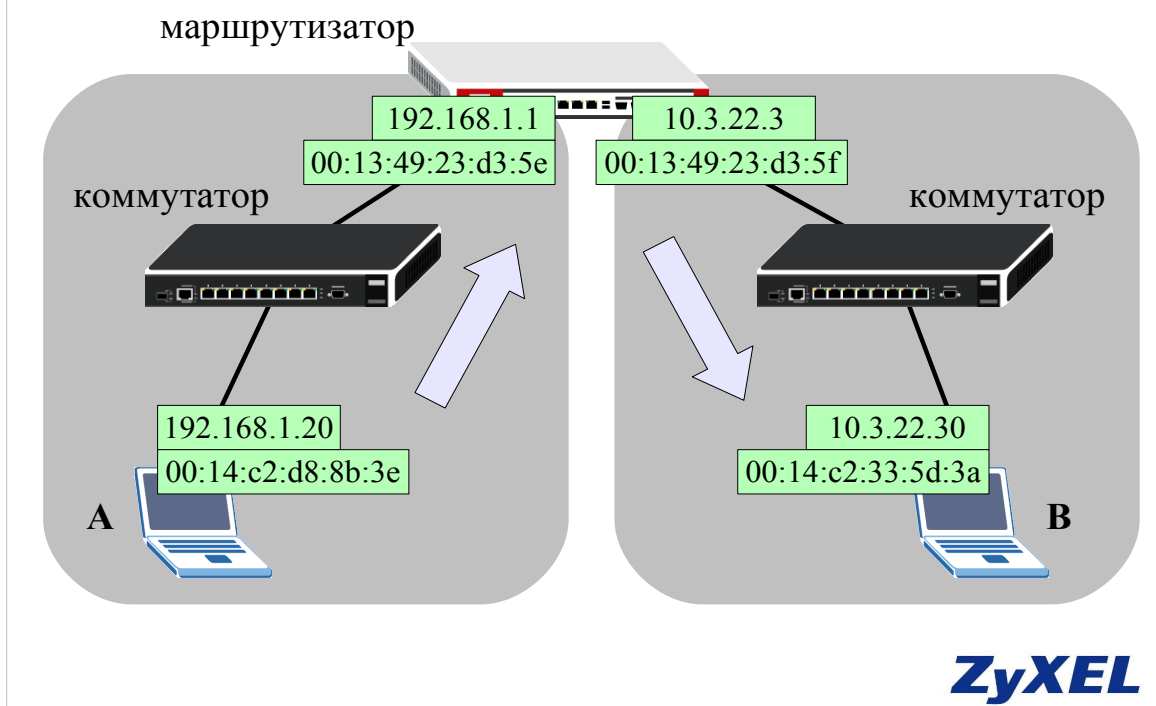 маршрутизатор
192.168.1.1
10.3.22.3
00:13:49:23:d3:5e
00:13:49:23:d3:5f
коммутатор
коммутатор
192.168.1.20
10.3.22.30
00:14:c2:d8:8b:3e
00:14:c2:33:5d:3a
A
B
ZyXEL